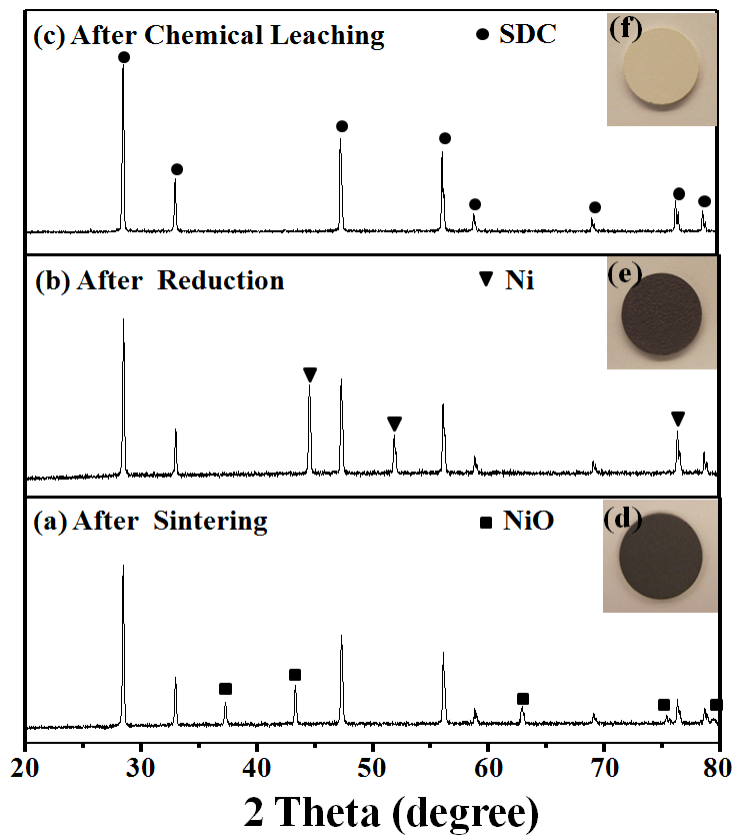 (c) After Chemical Leaching
SDC
(f)
(b) After Reduction
Ni
(e)
(a) After Sintering
NiO
(d)
20 30 40 50 60 70 80
2 Theta (degree)